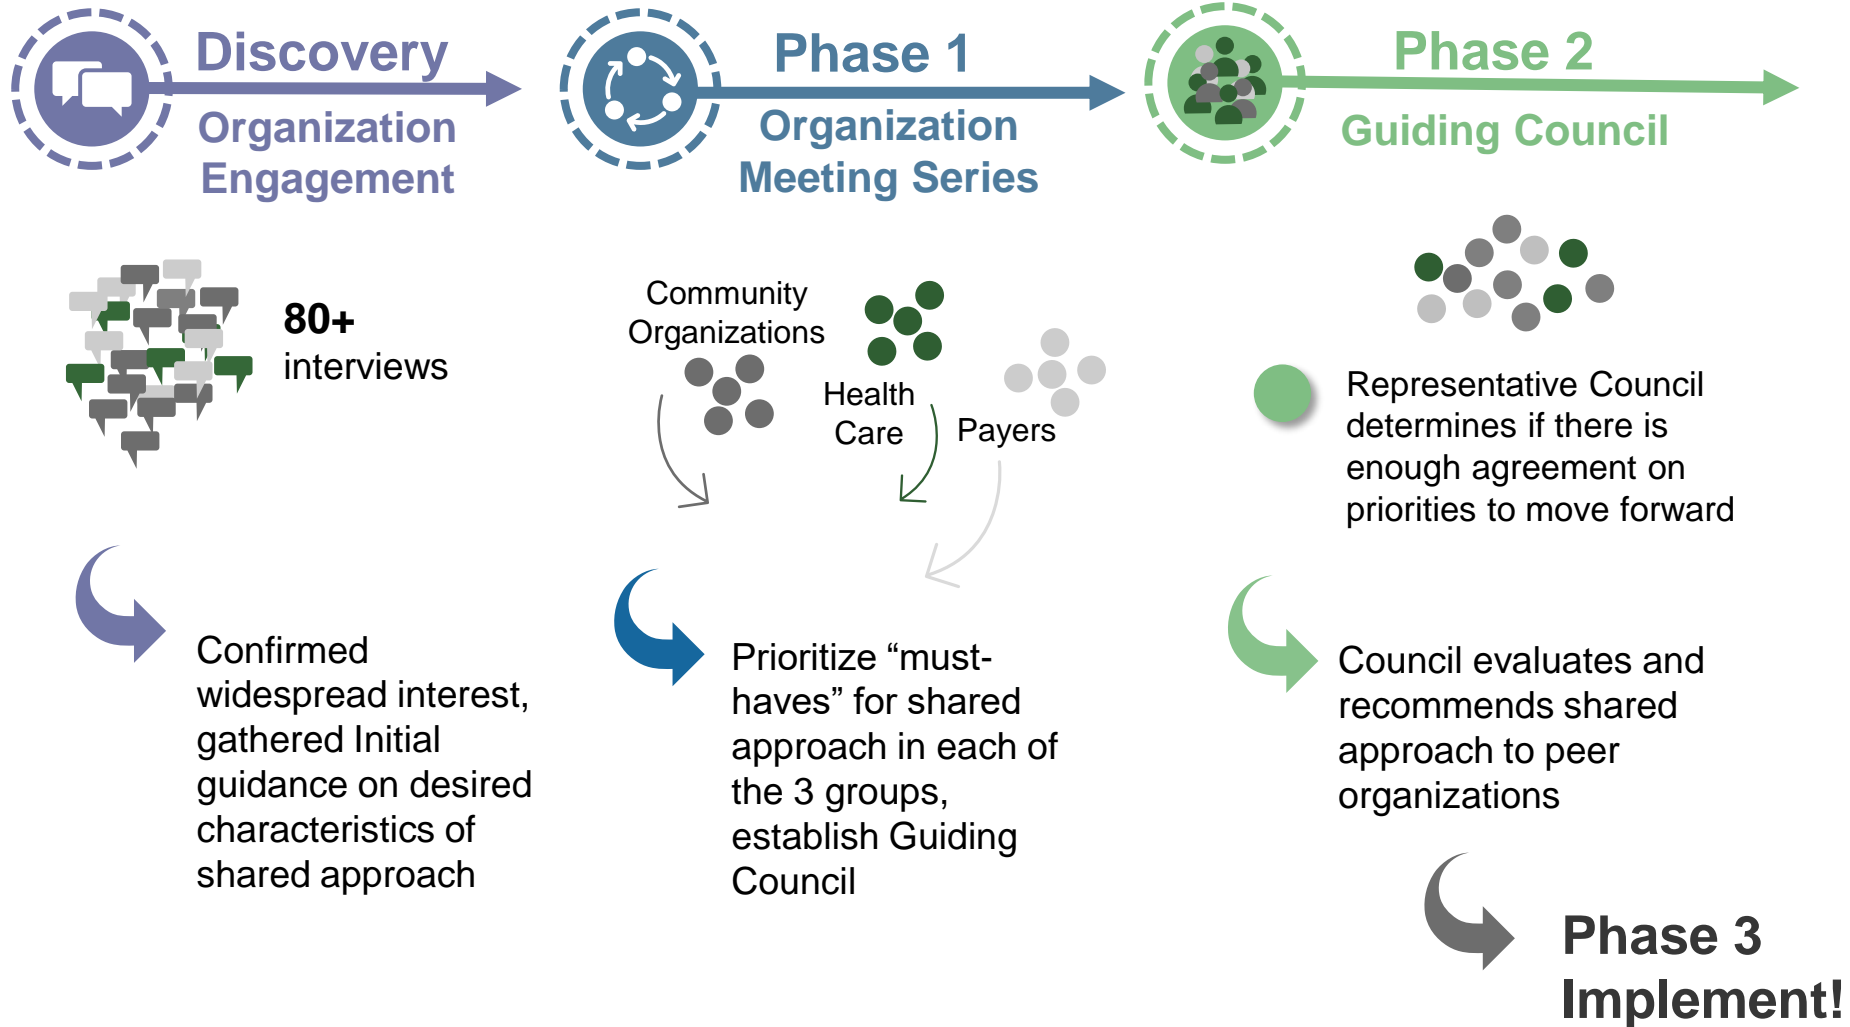 Discovery
Organization
Engagement
80+
interviews
Confirmed
widespread interest,
gathered Initial
guidance on desired
characteristics of
shared approach
Phase 1
Organization
Meeting Series
Community
Organizations
Health
Care
Payers
Prioritize “must-
haves” for shared
approach in each of
the 3 groups,
establish Guiding
Council
Phase 2
Guiding Council
Representative Council
determines if there is
enough agreement on
priorities to move forward
Council evaluates and
recommends shared
approach to peer
organizations
Phase 3
Implement!